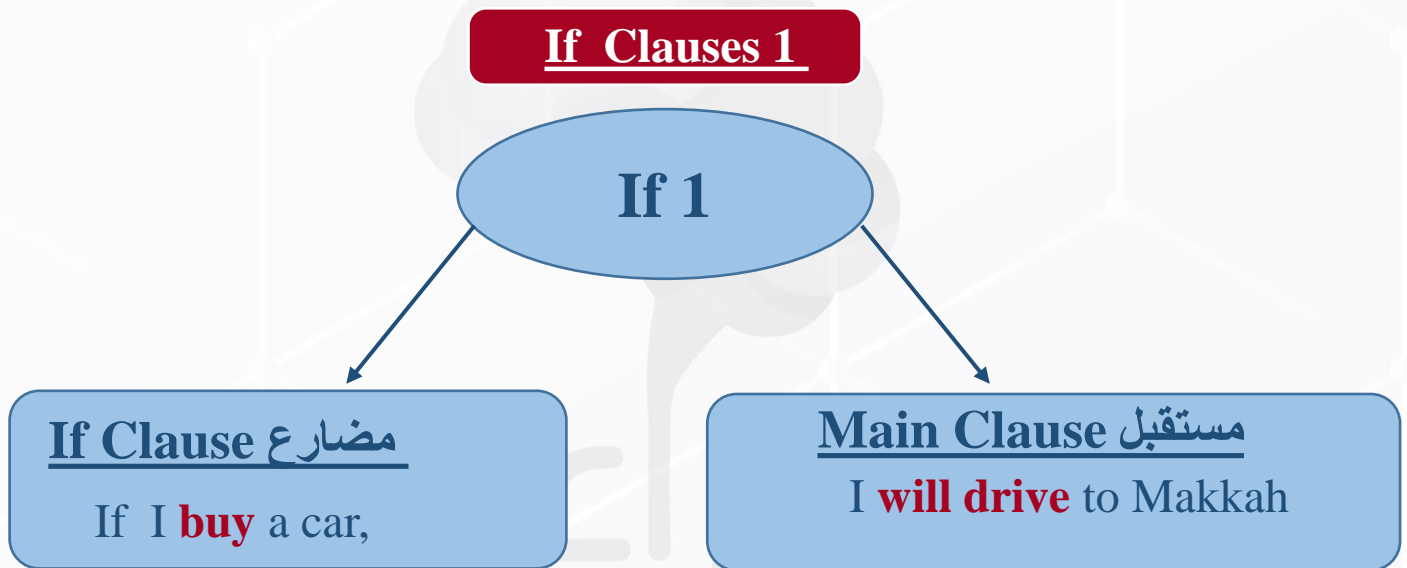 If Clauses 1
If 1
If Clause مضارع
If I buy a car,
Main Clause مستقبل
I will drive to Makkah